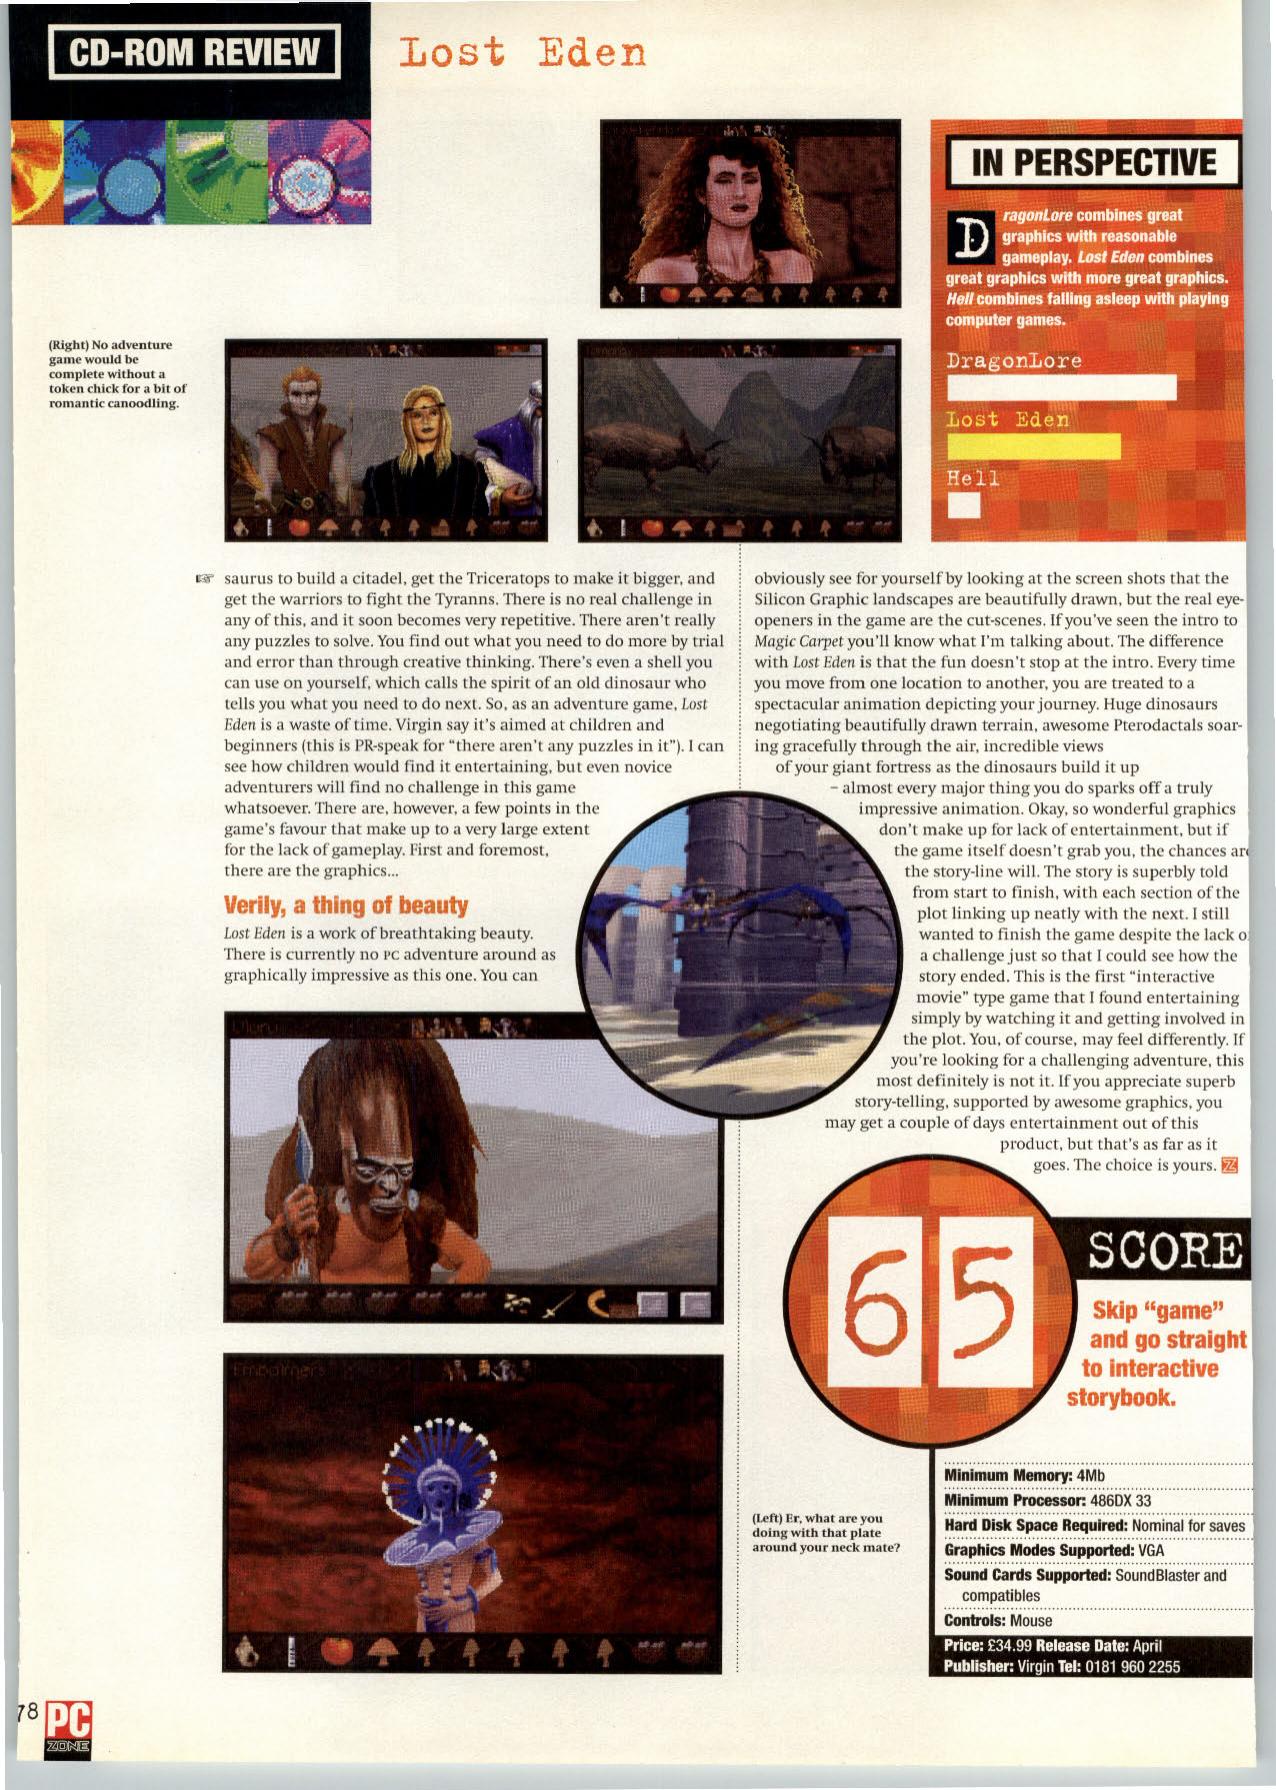 CD-ROM REVIEW
Lost Eden
(Right) No adventure
game would be
complete without a
token chick for a bit of
romantic canoodling.
IN PERSPECTIVE
DragonLore combines great
graphics with reasonable
gameplay. Lost Eden combines
great graphics with more great graphics.
Hell combines falling asleep with playing
computer games.
DragonLore
Lost Eden
Hell
☞ saurus to build a citadel, get the Triceratops to make it bigger, and
get the warriors to fight the Tyranns. There is no real challenge in
any of this, and it soon becomes very repetitive. There aren't really
any puzzles to solve. You find out what you need to do more by trial
and error than through creative thinking. There's even a shell you
can use on yourself, which calls the spirit of an old dinosaur who
tells you what you need to do next. So, as an adventure game, Lost
Eden is a waste of time. Virgin say it's aimed at children and
beginners (this is PR-speak for "there aren't any puzzles in it"). I can
see how children would find it entertaining, but even novice
adventurers will find no challenge in this game
whatsoever. There are, however, a few points in the
game's favour that make up to a very large extent
for the lack of gameplay. First and foremost,
there are the graphics...
Verily, a thing of beauty
Lost Eden is a work of breathtaking beauty.
There is currently no PC adventure around as
graphically impressive as this one. You can
obviously see for yourself by looking at the screen shots that the
Silicon Graphic landscapes are beautifully drawn, but the real eye-
openers in the game are the cut-scenes. If you've seen the intro to
Magic Carpet you'll know what I'm talking about. The difference
with Lost Eden is that the fun doesn't stop at the intro. Every time
you move from one location to another, you are treated to a
spectacular animation depicting your journey. Huge dinosaurs
negotiating beautifully drawn terrain, awesome Pterodactals soar-
ing gracefully through the air, incredible views
of your giant fortress as the dinosaurs build it up
– almost every major thing you do sparks off a truly
impressive animation. Okay, so wonderful graphics
don't make up for lack of entertainment, but if
the game itself doesn't grab you, the chances are
the story-line will. The story is superbly told
from start to finish, with each section of the
plot linking up neatly with the next. I still
wanted to finish the game despite the lack o
a challenge just so that I could see how the
story ended. This is the first "interactive
movie" type game that I found entertaining
simply by watching it and getting involved in
the plot. You, of course, may feel differently. If
you're looking for a challenging adventure, this
most definitely is not it. If you appreciate superb
story-telling, supported by awesome graphics, you
may get a couple of days entertainment out of this
product, but that's as far as it
goes. The choice is yours. Z
Embalmers
(Left) Er, what are you
doing with that plate
around your neck mate?
65
SCORE
Skip "game"
and go straight
to interactive
storybook.
Minimum Memory: 4Mb
Minimum Processor: 486DX 33
Hard Disk Space Required: Nominal for saves
Graphics Modes Supported: VGA
Sound Cards Supported: SoundBlaster and
compatibles
Controls: Mouse
Price: £34.99 Release Date: April
Publisher: Virgin Tel: 0181 960 2255
78 PC
ZONE